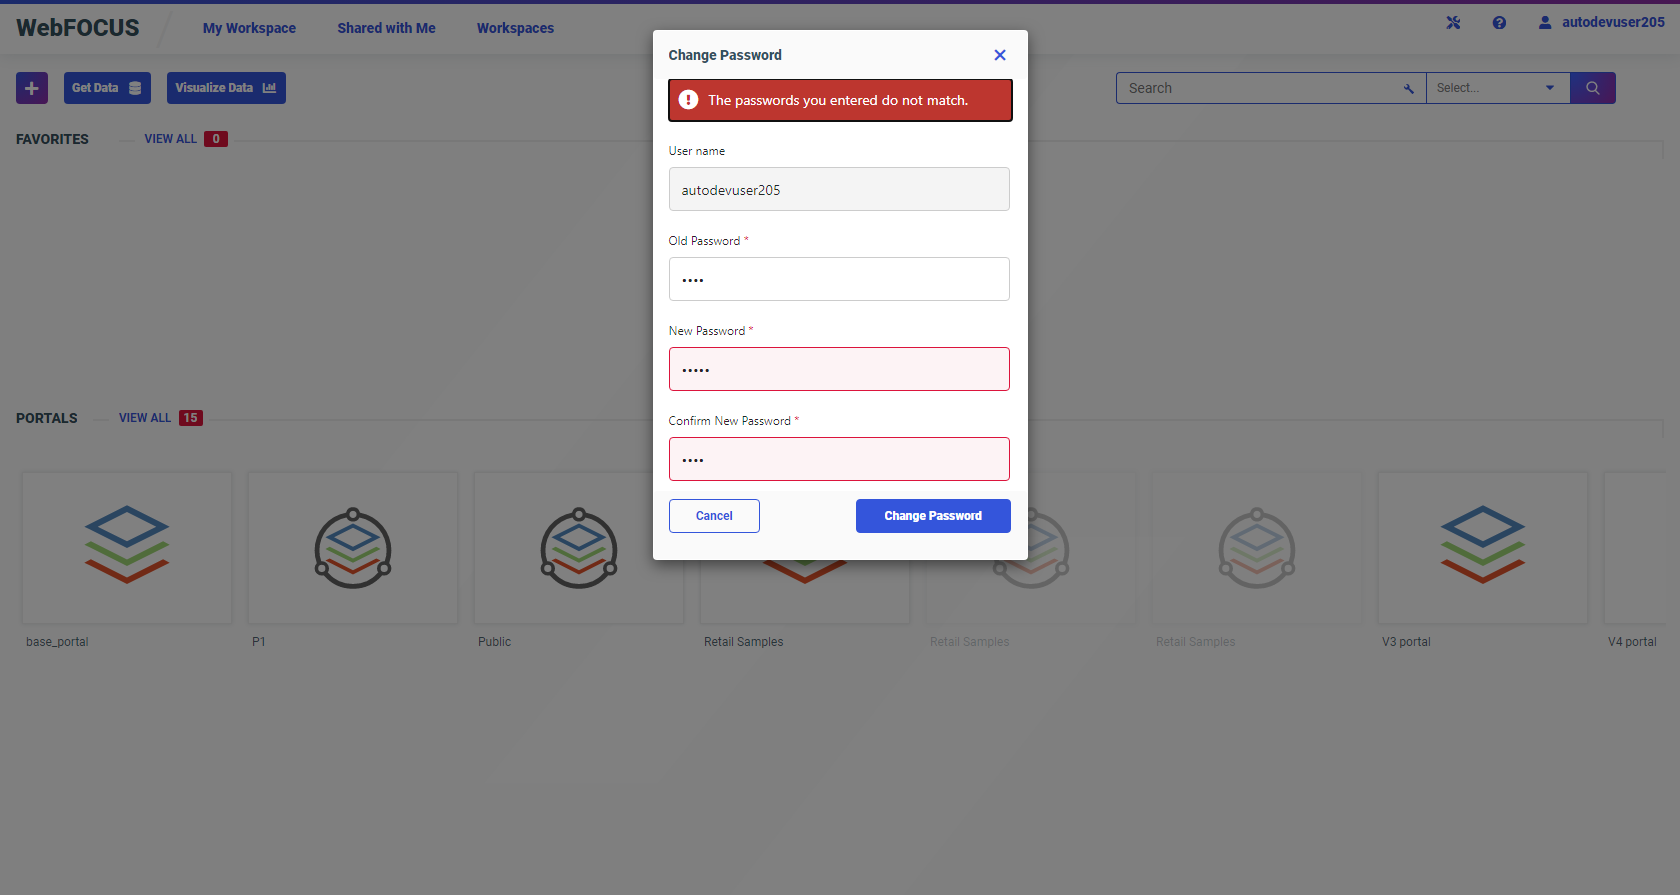 WebFOCUS
My Workspace
Shared with Me
Workspaces
autodevuser205
Get Data
Visualize Data
Search
Select...
FAVORITES
VIEW ALL 0
Change Password
The passwords you entered do not match.
User name
autodevuser205
Old Password *
••••
New Password *
•••••
Confirm New Password *
••••
Cancel
Change Password
PORTALS
VIEW ALL 15
base_portal
P1
Public
Retail Samples
Retail Samples
Retail Samples
V3 portal
V4 portal